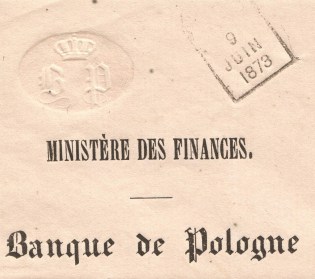 B P
9
JUIN
1873
MINISTÈRE DES FINANCES.
Banque de Pologne